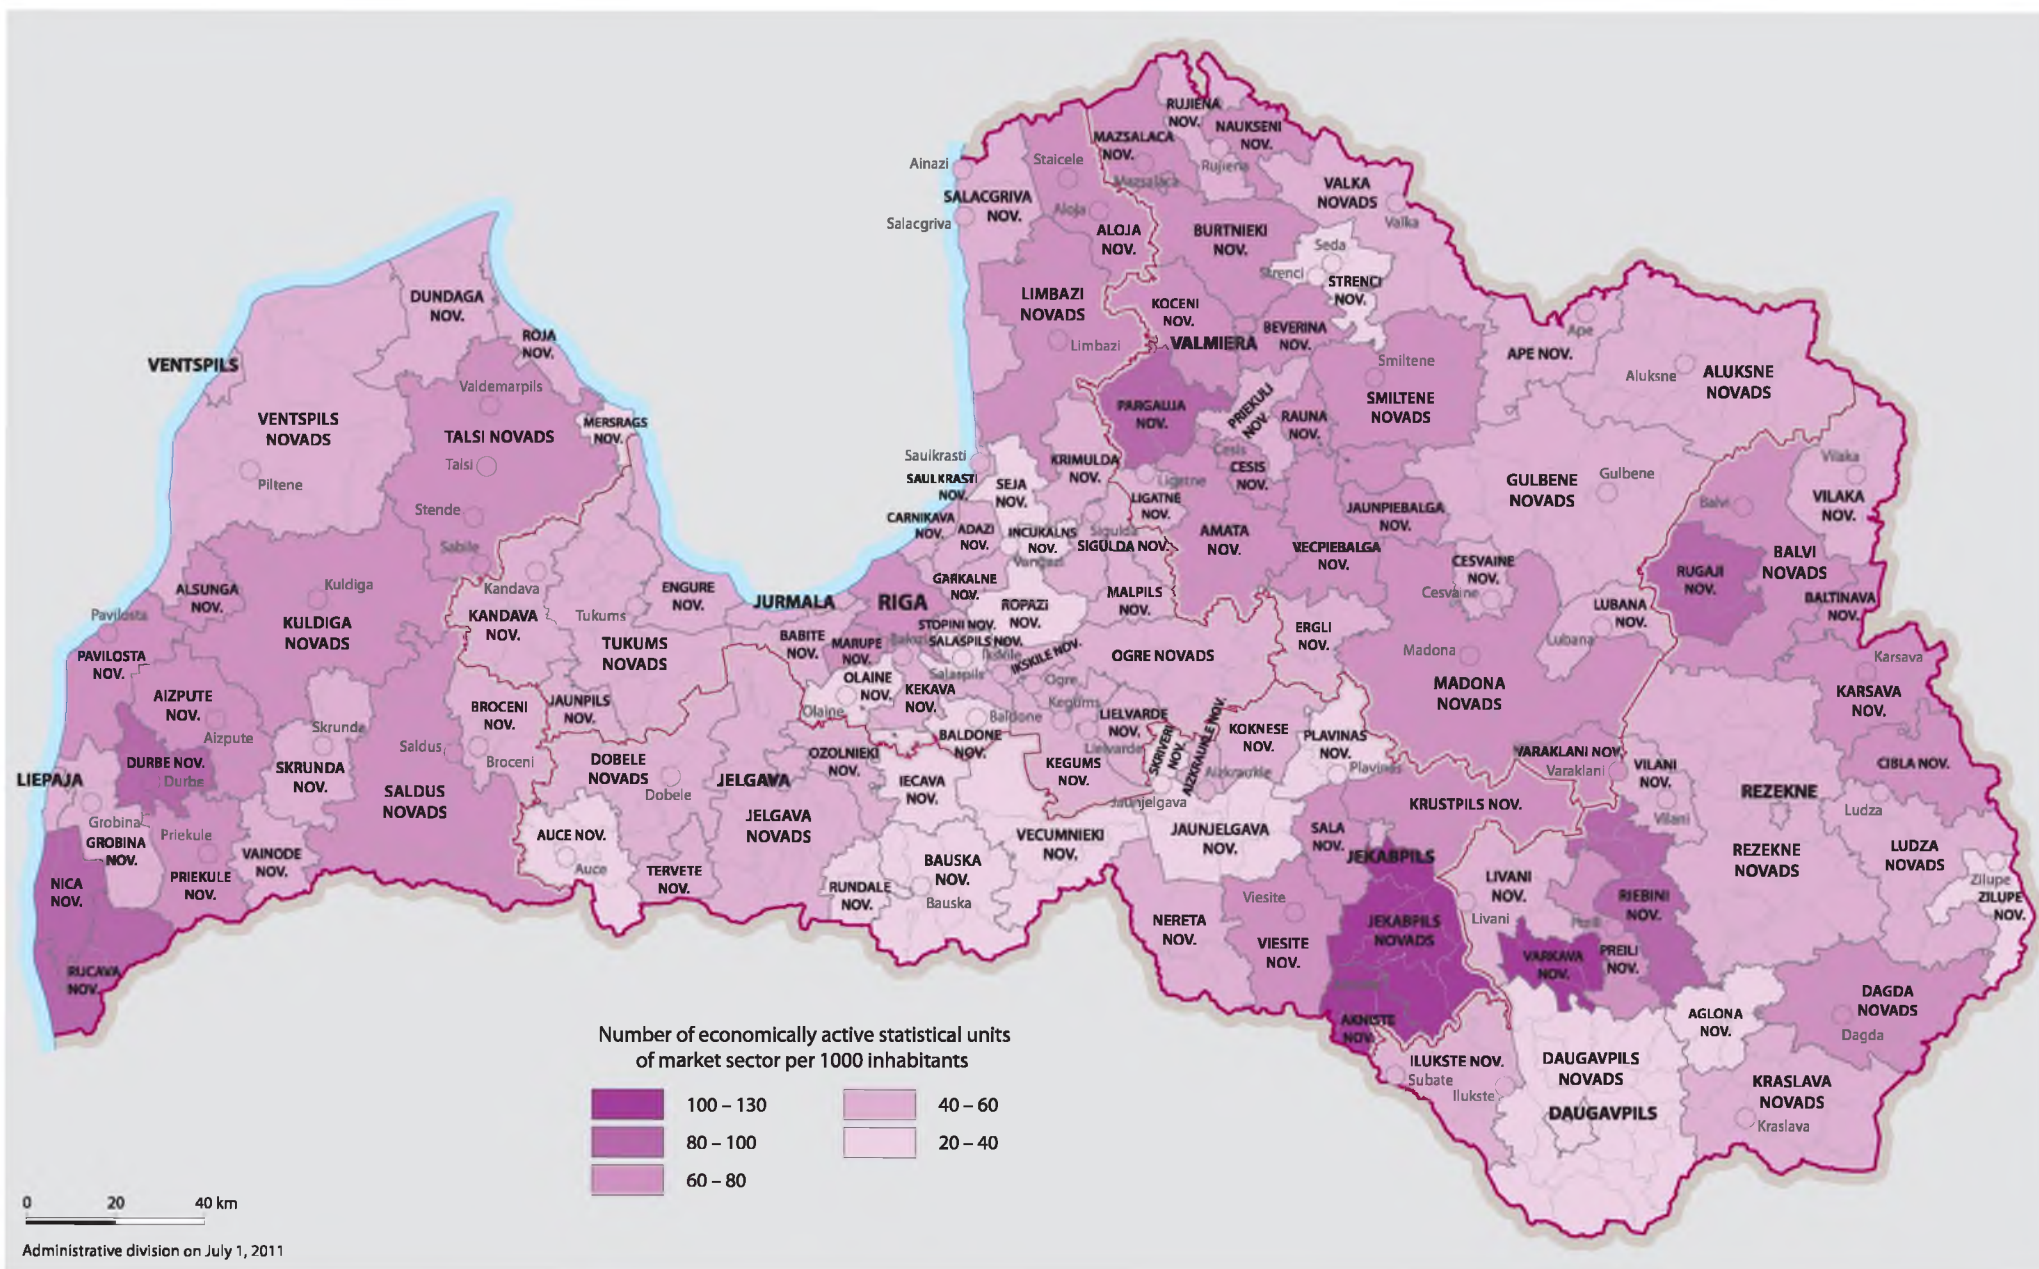 RUJIENA
NOV.
NAUKSENI
NOV.
MAZSALACA
NOV.
Rujiena
Mazsalaca
Ainazi
Staicele
SALACGRIVA
NOV.
Salacgriva
Aloja
ALOJA
NOV.
VALKA
NOVADS
Valka
BURTNIEKI
NOV.
Seda
Strenci
STRENCI
NOV.
DUNDAGA
NOV.
ROJA
NOV.
LIMBAZI
NOVADS
Limbazi
KOCENI
NOV.
VALMIERA
BEVERINA
NOV.
Ape
APE NOV.
Smiltene
SMILTENE
NOVADS
Aluksne
ALUKSNE
NOVADS
VENTSPILS
VENTSPILS
NOVADS
Piltene
Valdemarpils
TALSI NOVADS
Talsi
MERSRAGS
NOV.
Stende
Sabile
PARGAUJA
NOV.
PRIEKULI
NOV.
RAUNA
NOV.
Cesis
CESIS
NOV.
Saulkrasti
SAULKRASTI
NOV.
SEJA
NOV.
KRIMULDA
NOV.
Ligatne
LIGATNE
NOV.
GULBENE
NOVADS
Gulbene
Vilaka
VILAKA
NOV.
Balvi
BALVI
NOVADS
CARNIKAVA
NOV.
ADAZI
NOV.
INCUKALNS
NOV.
Vangazi
Sigulda
SIGULDA NOV.
AMATA
NOV.
JAUNPIEBALGA
NOV.
VECPIEBALGA
NOV.
CESVAINE
NOV.
Cesvaine
RUGAJI
NOV.
BALTINAVA
NOV.
LUBANA
NOV.
Lubana
ALSUNGA
NOV.
Kuldiga
KULDIGA
NOVADS
Kandava
KANDAVA
NOV.
Tukums
TUKUMS
NOVADS
ENGURE
NOV.
JURMALA
RIGA
GARKALNE
NOV.
ROPAZI
NOV.
MALPILS
NOV.
STOPINI NOV.
SALASPILS NOV.
Salaspils
BABITE
NOV.
MARUPE
NOV.
Ikskile
IKSKILE NOV.
OGRE NOVADS
Ogre
ERGLI
NOV.
Madona
MADONA
NOVADS
Karsava
KARSAVA
NOV.
Pavilosta
PAVILOSTA
NOV.
AIZPUTE
NOV.
Aizpute
Skrunda
SKRUNDA
NOV.
BROCENI
NOV.
Broceni
Saldus
SALDUS
NOVADS
JAUNPILS
NOV.
OLAINE
NOV.
Olaine
KEKAVA
NOV.
Baldone
BALDONE
NOV.
Kegums
KEGUMS
NOV.
LIELVARDE
NOV.
Lielvarde
SKRIVERI
NOV.
AIZKRAUKLE NOV.
Aizkraukle
KOKNESE
NOV.
PLAVINAS
NOV.
Plavinas
VARAKLANI NOV.
Varaklani
VILANI
NOV.
Vilani
CIBLA NOV.
DURBE NOV.
Durbe
LIEPAJA
Grobina
GROBINA
NOV.
Priekule
PRIEKULE
NOV.
VAINODE
NOV.
NICA
NOV.
RUCAVA
NOV.
DOBELE
NOVADS
Dobele
JELGAVA
JELGAVA
NOVADS
OZOLNIEKI
NOV.
IECAVA
NOV.
AUCE NOV.
Auce
TERVETE
NOV.
RUNDALE
NOV.
BAUSKA
NOV.
Bauska
VECUMNIEKI
NOV.
Jaunjelgava
JAUNJELGAVA
NOV.
KRUSTPILS NOV.
SALA
NOV.
JEKABPILS
JEKABPILS
NOVADS
Viesite
VIESITE
NOV.
NERETA
NOV.
AKNISTE
NOV.
LIVANI
NOV.
Livani
VARKAVA
NOV.
RIEBINI
NOV.
PREILI
NOV.
REZEKNE
REZEKNE
NOVADS
Ludza
LUDZA
NOVADS
Zilupe
ZILUPE
NOV.
DAGDA
NOVADS
Dagda
AGLONA
NOV.
ILUKSTE NOV.
Subate
Ilukste
DAUGAVPILS
NOVADS
DAUGAVPILS
KRASLAVA
NOVADS
Kraslava
Number of economically active statistical units
of market sector per 1000 inhabitants
100 – 130
80 – 100
60 – 80
40 – 60
20 – 40
0 20 40 km
Administrative division on July 1, 2011